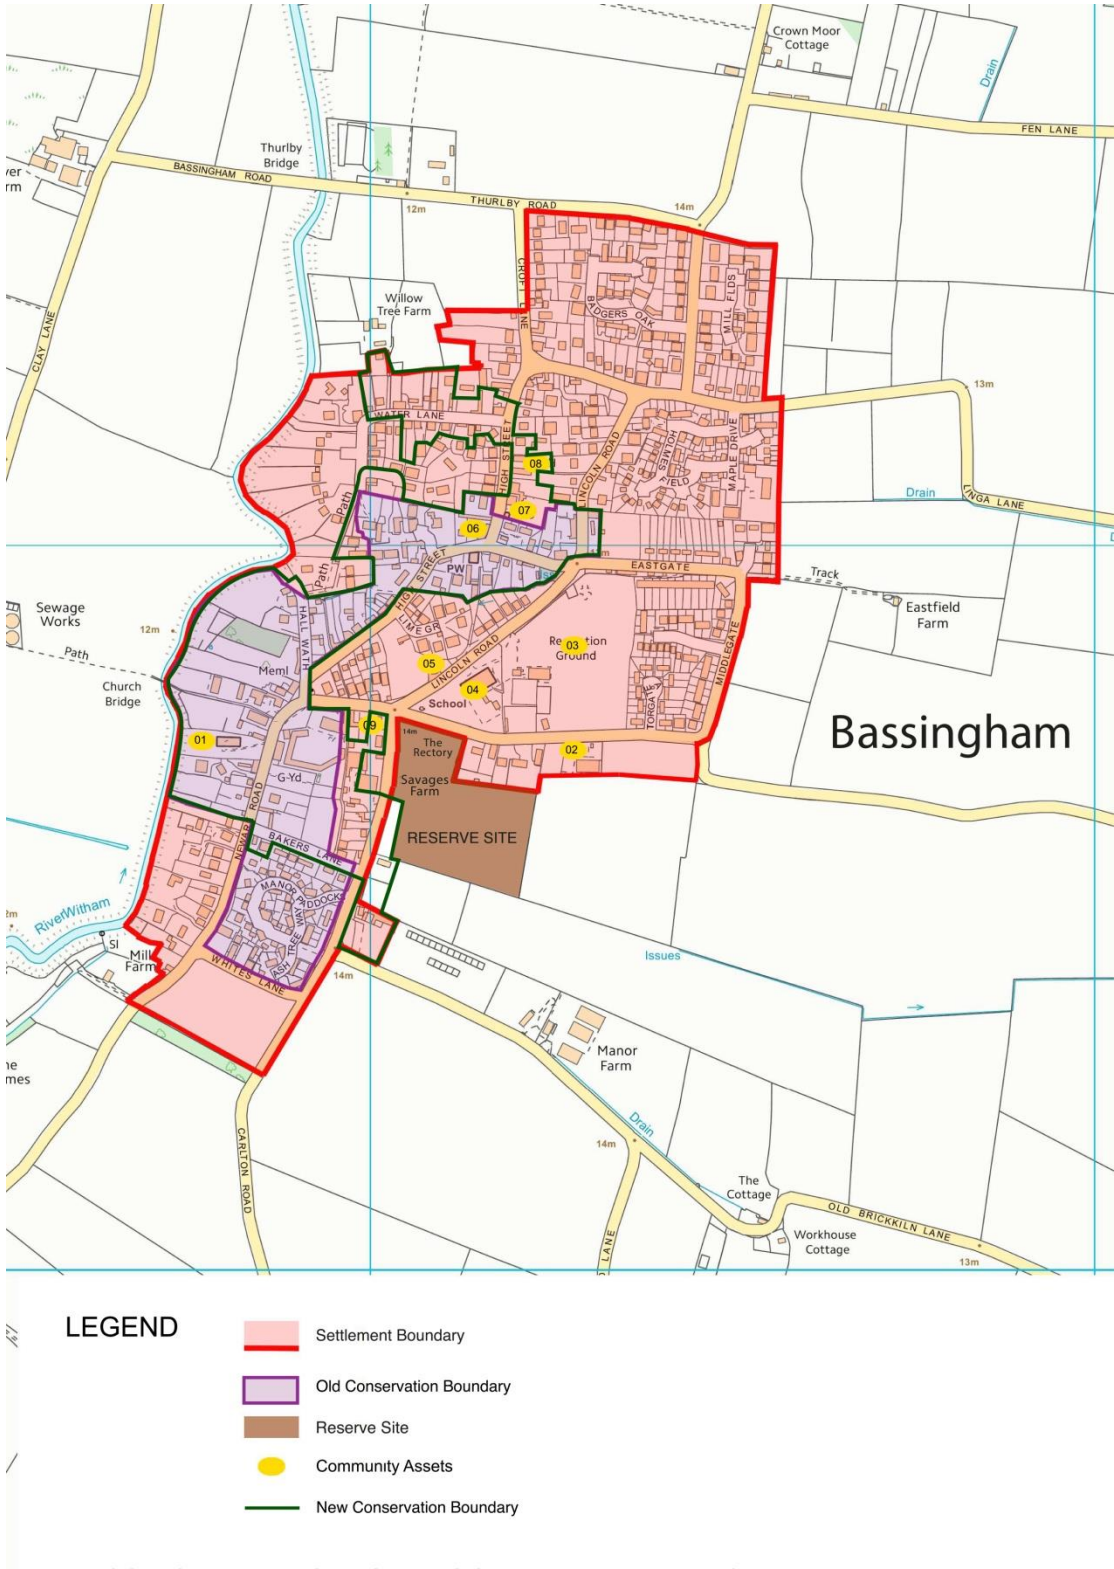 Crown Moor
Cottage
Drain
FEN LANE
Thurlby
Bridge
BASSINGHAM ROAD
12m
THURLBY ROAD
14m
CLAY LANE
CROFT LANE
BADGERS OAK
MILL FLDS
Willow
Tree Farm
13m
WATER LANE
HIGH STREET
LINCOLN ROAD
HOLMES
FIELD
MAPLE DRIVE
08
Drain
LINGA LANE
07
06
Path
Path
PW
HIGH STREET
EASTGATE
Track
Eastfield
Farm
Sewage
Works
12m
Path
Church
Bridge
HALL WATH
Meml
LIME GR
LINCOLN ROAD
05
04
School
03
Ground
TORGATE
MIDDLEGATE
Bassingham
09
14m
The
Rectory
Savages
Farm
02
RESERVE SITE
01
G-Yd
BAKERS LANE
MANOR PADDOCKS
ASH TREE WAY
WHITES LANE
River Witham
Mill
Farm
14m
Issues
Manor
Farm
Drain
14m
The
Cottage
OLD BRICKKILN LANE
Workhouse
Cottage
13m
CARLTON ROAD
LANE
LEGEND
Settlement Boundary
Old Conservation Boundary
Reserve Site
Community Assets
New Conservation Boundary